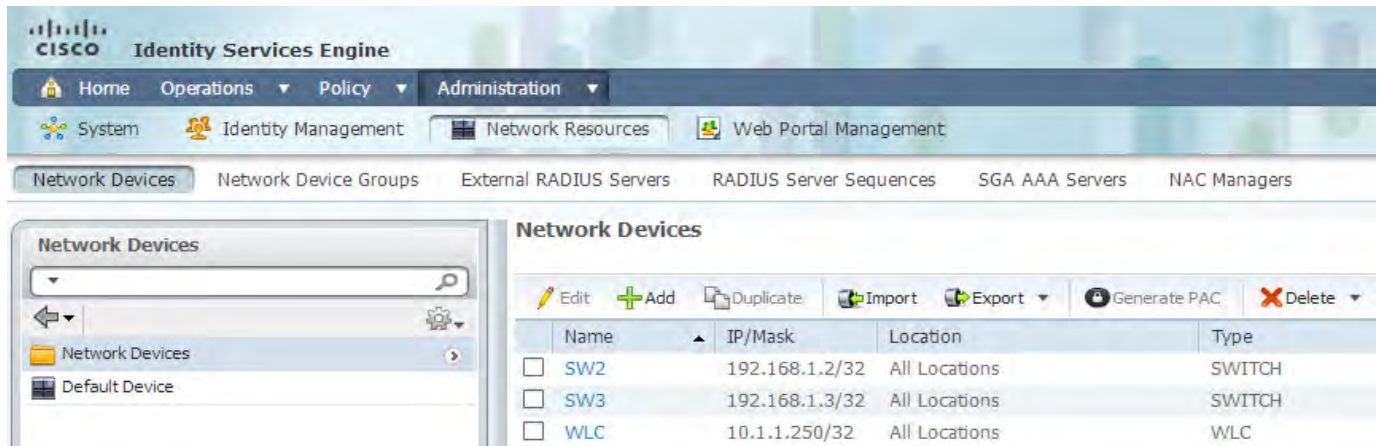 CISCO Identity Services Engine
Home Operations Policy Administration
System Identity Management Network Resources Web Portal Management
Network Devices Network Device Groups External RADIUS Servers RADIUS Server Sequences SGA AAA Servers NAC Managers
Network Devices
Network Devices
Default Device
Network Devices
Edit Add Duplicate Import Export Generate PAC Delete
Name IP/Mask Location Type
SW2 192.168.1.2/32 All Locations SWITCH
SW3 192.168.1.3/32 All Locations SWITCH
WLC 10.1.1.250/32 All Locations WLC